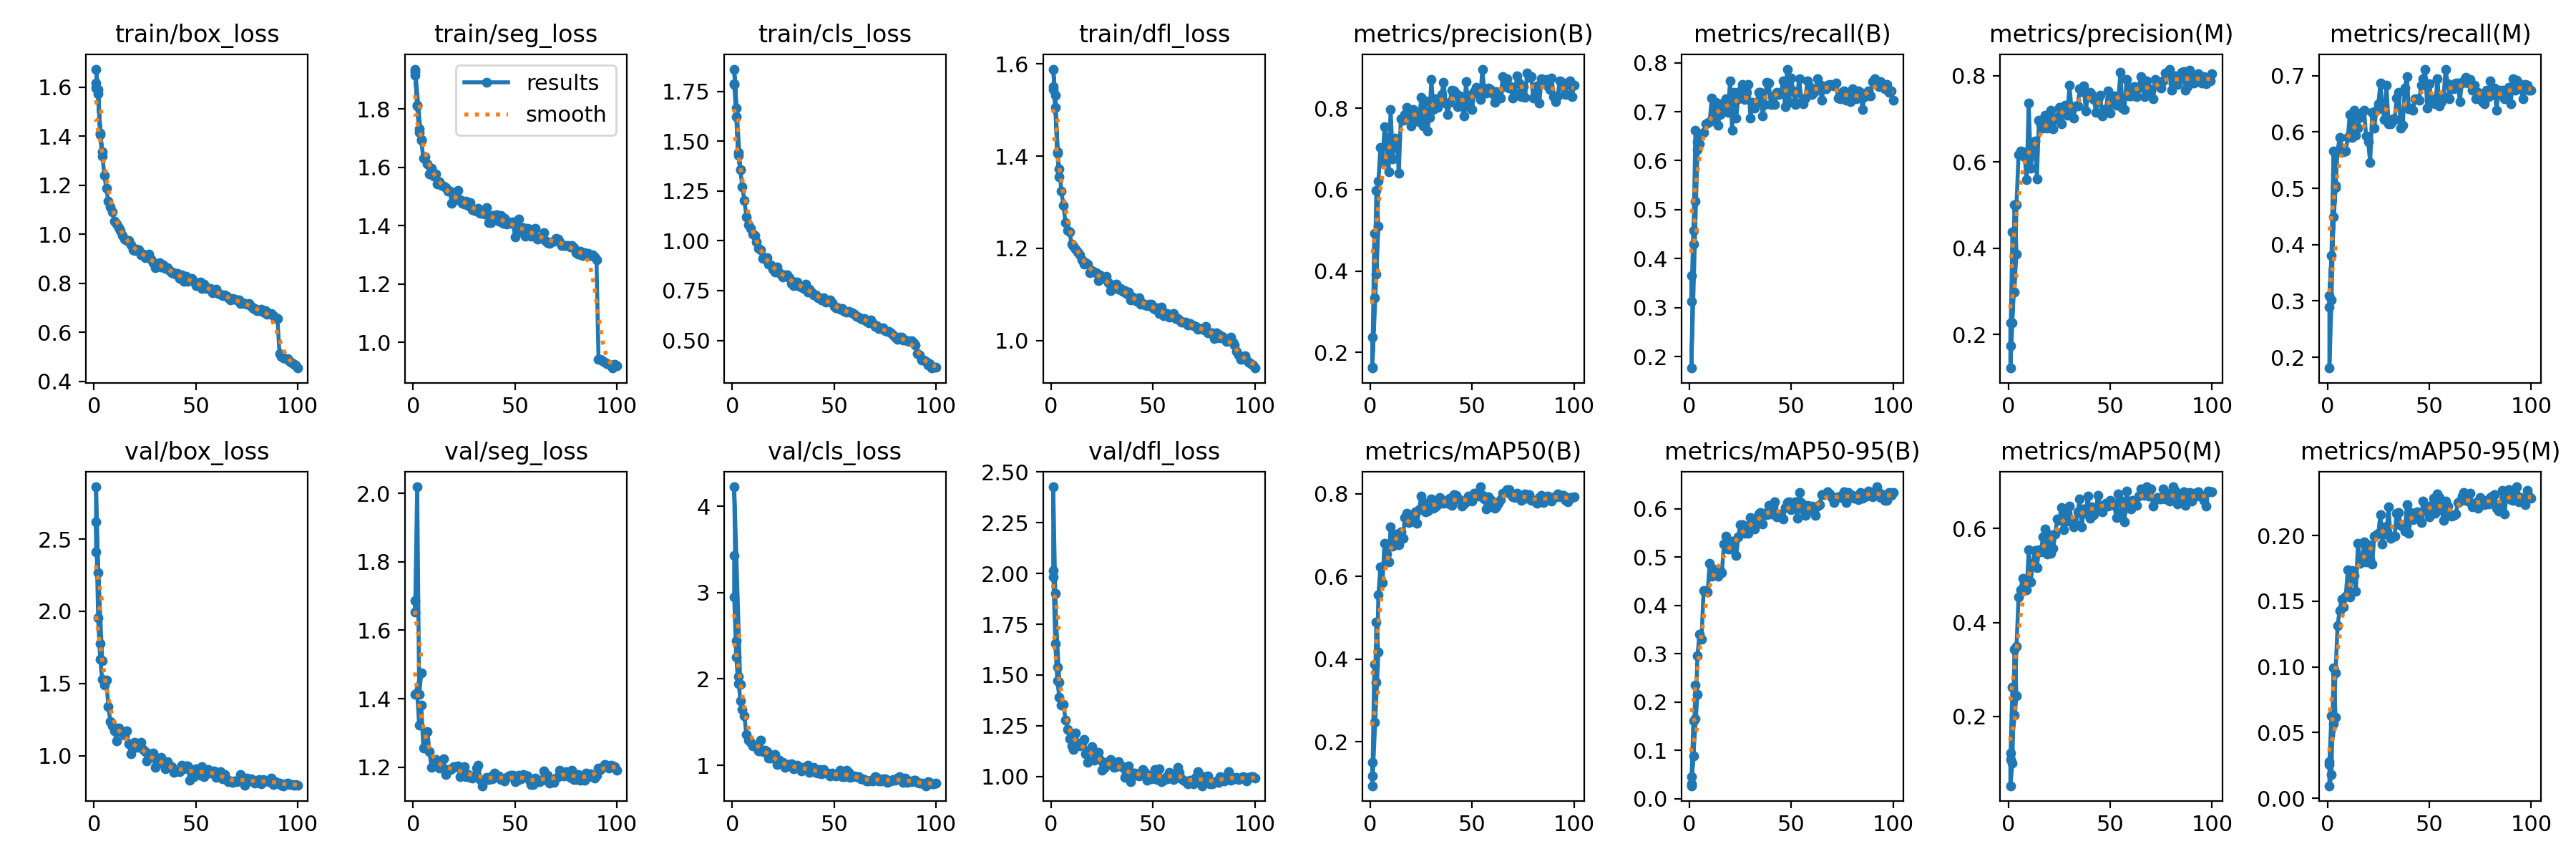 train/box_loss
1.6
1.4
1.2
1.0
0.8
0.6
0.4
0 50 100
train/seg_loss
results
smooth
1.8
1.6
1.4
1.2
1.0
0 50 100
train/cls_loss
1.75
1.50
1.25
1.00
0.75
0.50
0 50 100
train/dfl_loss
1.6
1.4
1.2
1.0
0 50 100
metrics/precision(B)
0.8
0.6
0.4
0.2
0 50 100
metrics/recall(B)
0.8
0.7
0.6
0.5
0.4
0.3
0.2
0 50 100
metrics/precision(M)
0.8
0.6
0.4
0.2
0 50 100
metrics/recall(M)
0.7
0.6
0.5
0.4
0.3
0.2
0 50 100
val/box_loss
2.5
2.0
1.5
1.0
0 50 100
val/seg_loss
2.0
1.8
1.6
1.4
1.2
0 50 100
val/cls_loss
4
3
2
1
0 50 100
val/dfl_loss
2.50
2.25
2.00
1.75
1.50
1.25
1.00
0 50 100
metrics/mAP50(B)
0.8
0.6
0.4
0.2
0 50 100
metrics/mAP50-95(B)
0.6
0.5
0.4
0.3
0.2
0.1
0.0
0 50 100
metrics/mAP50(M)
0.6
0.4
0.2
0 50 100
metrics/mAP50-95(M)
0.20
0.15
0.10
0.05
0.00
0 50 100